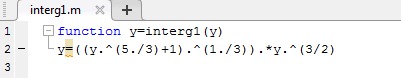 interg1.m
1 function y=interg1(y)
2 y=((y.^(5./3)+1).^(1./3)).*y.^(3/2)